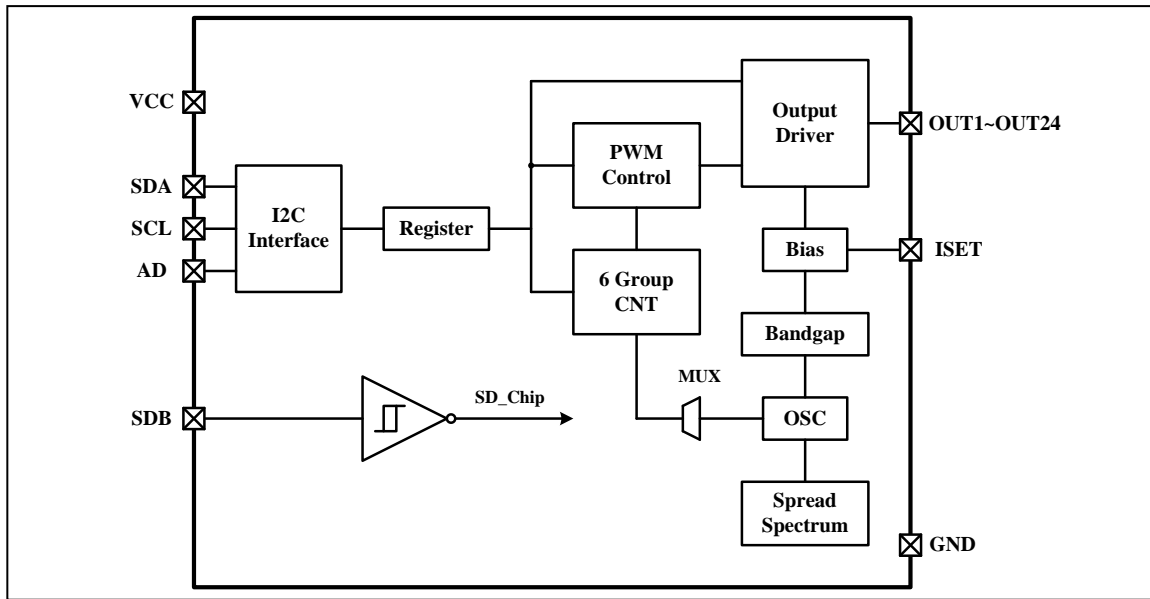 VCC
SDA
SCL
AD
SDB
I2C
Interface
Register
SD_Chip
PWM
Control
6 Group
CNT
MUX
Output
Driver
Bias
Bandgap
OSC
Spread
Spectrum
OUT1~OUT24
ISET
GND